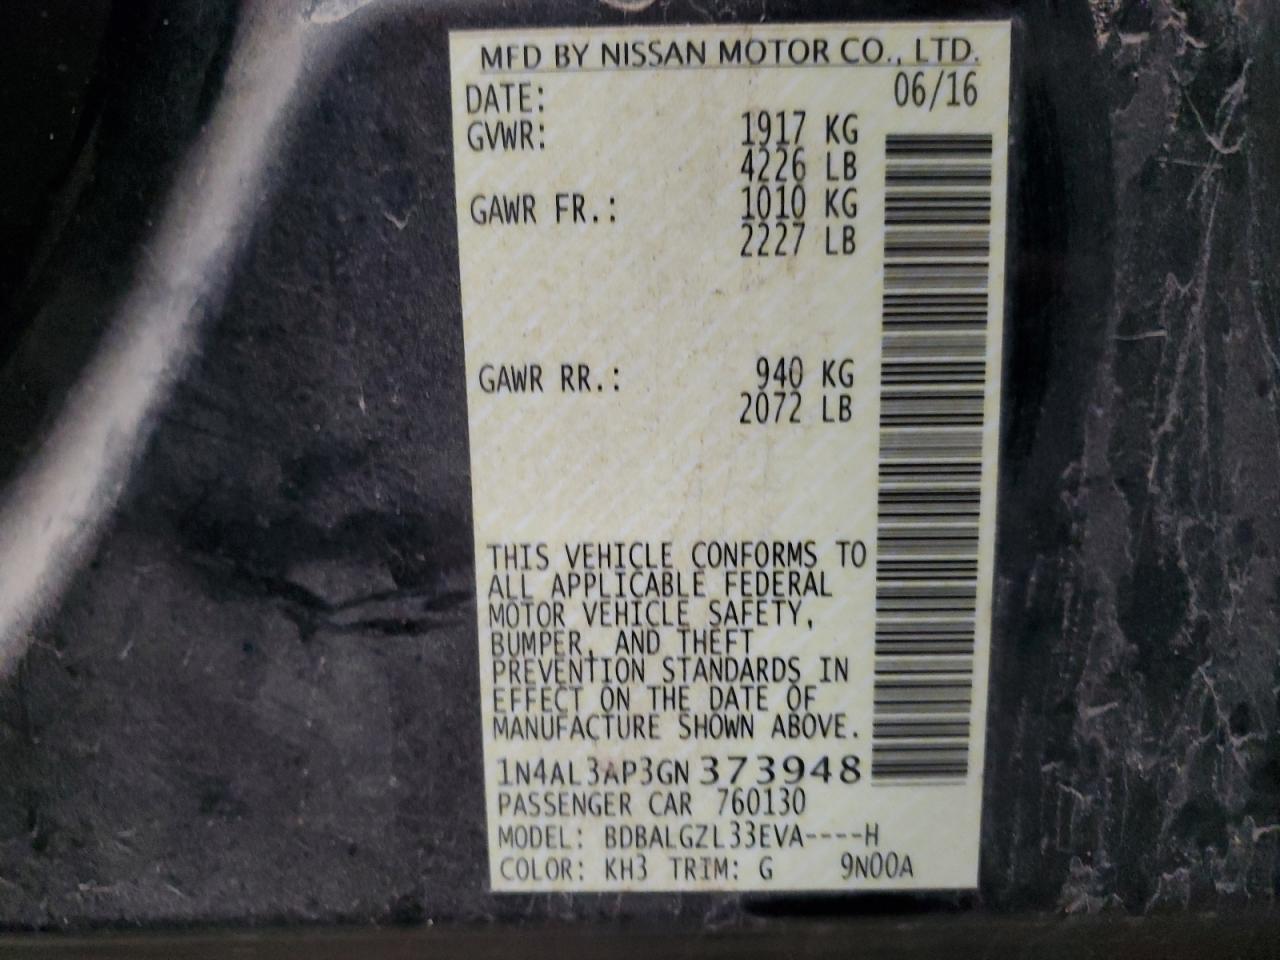 MFD BY NISSAN MOTOR CO., LTD.
DATE: 06/16
GVWR: 1917 KG
4226 LB
GAWR FR.: 1010 KG
2227 LB
GAWR RR.: 940 KG
2072 LB
THIS VEHICLE CONFORMS TO
ALL APPLICABLE FEDERAL
MOTOR VEHICLE SAFETY,
BUMPER, AND THEFT
PREVENTION STANDARDS IN
EFFECT ON THE DATE OF
MANUFACTURE SHOWN ABOVE.
1N4AL3AP3GN373948
PASSENGER CAR 760130
MODEL: BDBALGZL33EVA----H
COLOR: KH3 TRIM: G 9N00A